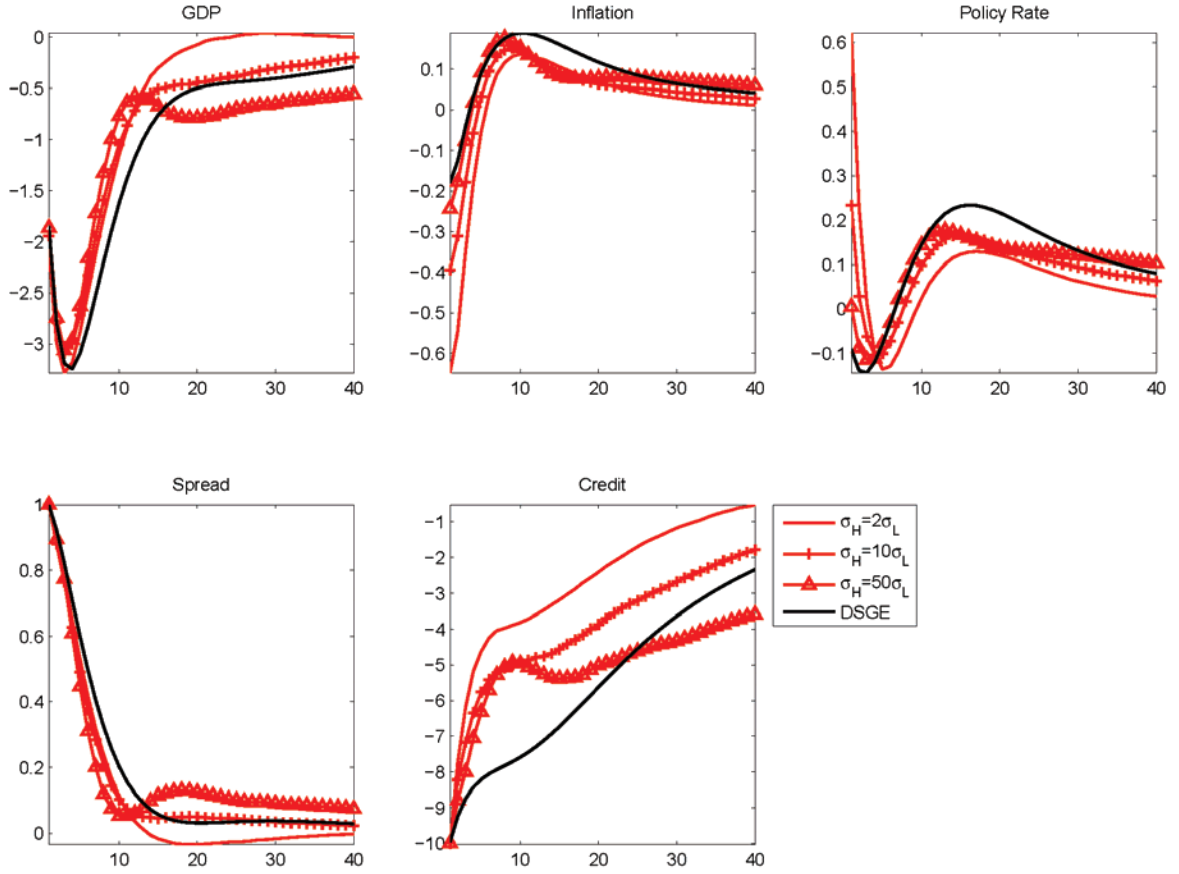 GDP
0
−0.5
−1
−1.5
−2
−2.5
−3
10 20 30 40
Inflation
0.1
0
−0.1
−0.2
−0.3
−0.4
−0.5
−0.6
10 20 30 40
Policy Rate
0.6
0.5
0.4
0.3
0.2
0.1
0
−0.1
10 20 30 40
Spread
1
0.8
0.6
0.4
0.2
0
10 20 30 40
Credit
−1
−2
−3
−4
−5
−6
−7
−8
−9
−10
10 20 30 40
σH=2σL
σH=10σL
σH=50σL
DSGE